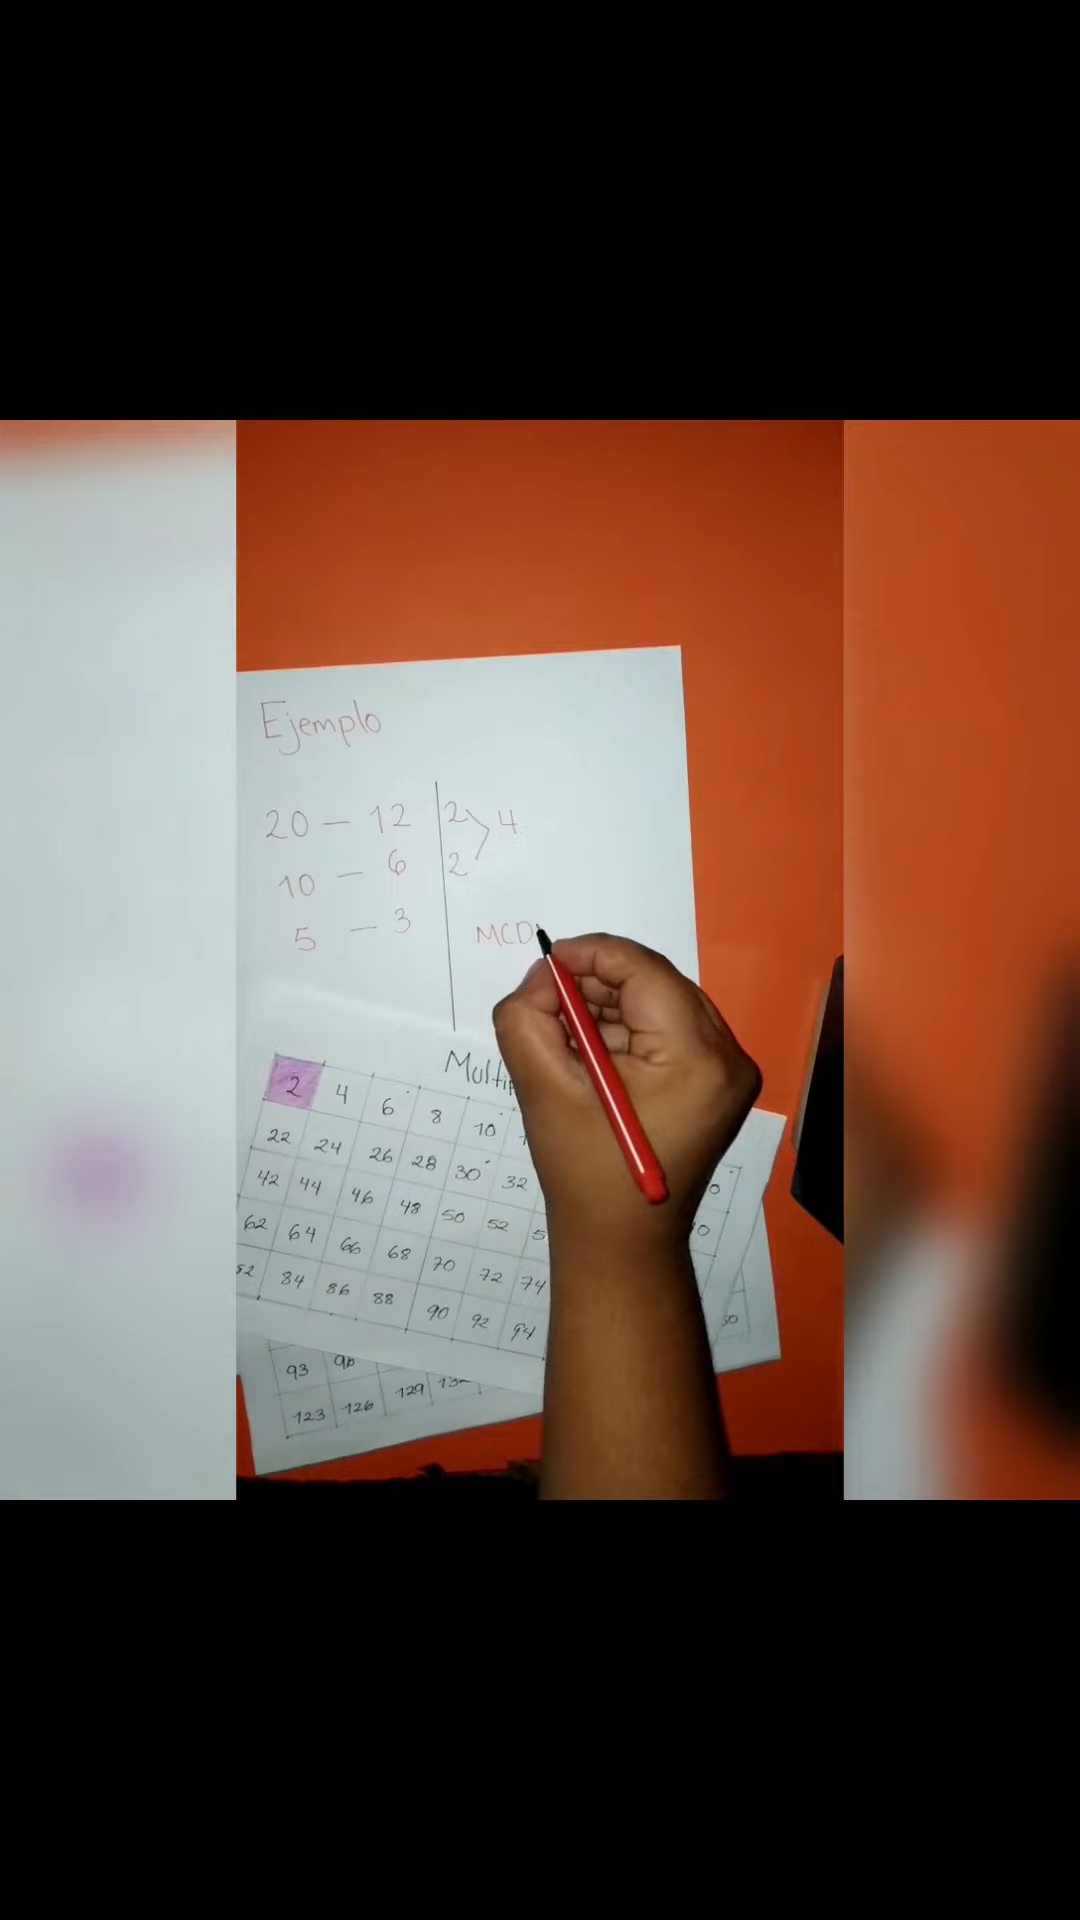 Ejemplo
20 — 12 | 2 > 4
10 — 6 | 2
5 — 3
MCD
2 4 6 8 10
22 24 26 28 30 32
42 44 46 48 50 52
62 64 66 68 70 72 74
84 86 88 90 92 94
93
123 126 129